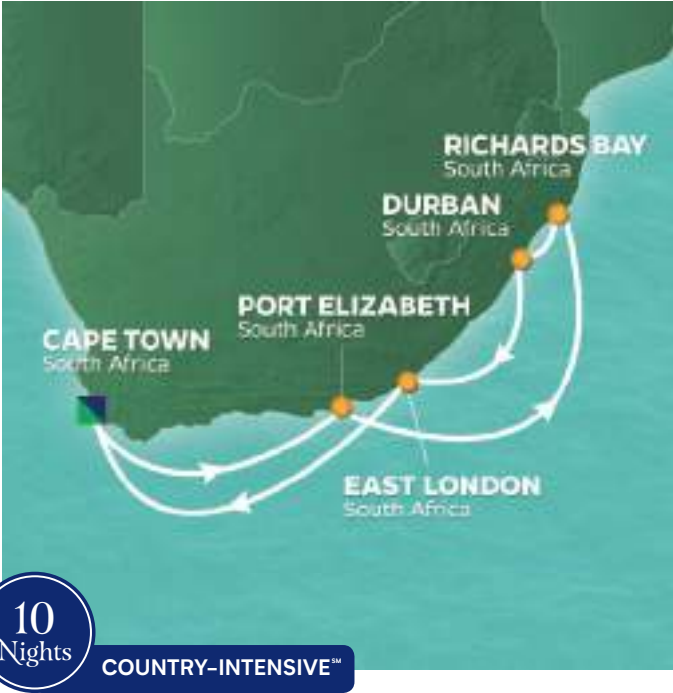 RICHARDS BAY
South Africa
DURBAN
South Africa
PORT ELIZABETH
South Africa
CAPE TOWN
South Africa
EAST LONDON
South Africa
10
Nights
COUNTRY-INTENSIVE℠